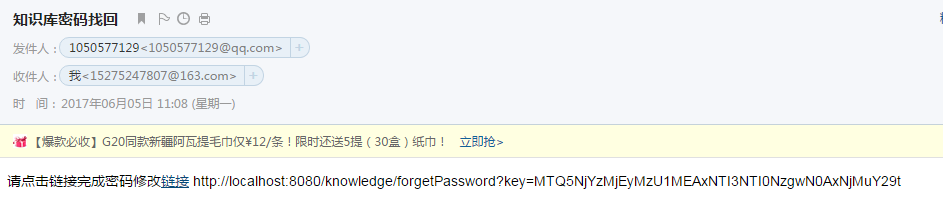 知识库密码找回
发件人：1050577129<1050577129@qq.com> +
收件人：我<15275247807@163.com> +
时 间：2017年06月05日 11:08 (星期一)
【爆款必收】G20同款新疆阿瓦提毛巾仅¥12/条！限时还送5提（30盒）纸巾！ 立即抢>
请点击链接完成密码修改链接 http://localhost:8080/knowledge/forgetPassword?key=MTQ5NjYzMjEyMzU1MEAxNTI3NTI0NzgwN0AxNjMuY29t